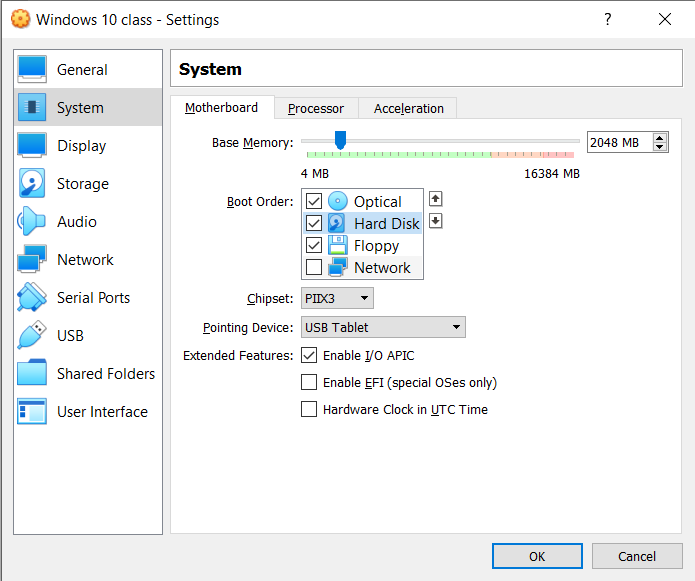 Windows 10 class - Settings ?
General
System
Display
Storage
Audio
Network
Serial Ports
USB
Shared Folders
User Interface
System
Motherboard Processor Acceleration
Base Memory: 2048 MB
4 MB 16384 MB
Boot Order: Optical
Hard Disk
Floppy
Network
Chipset: PIIX3
Pointing Device: USB Tablet
Extended Features: Enable I/O APIC
Enable EFI (special OSes only)
Hardware Clock in UTC Time
OK Cancel